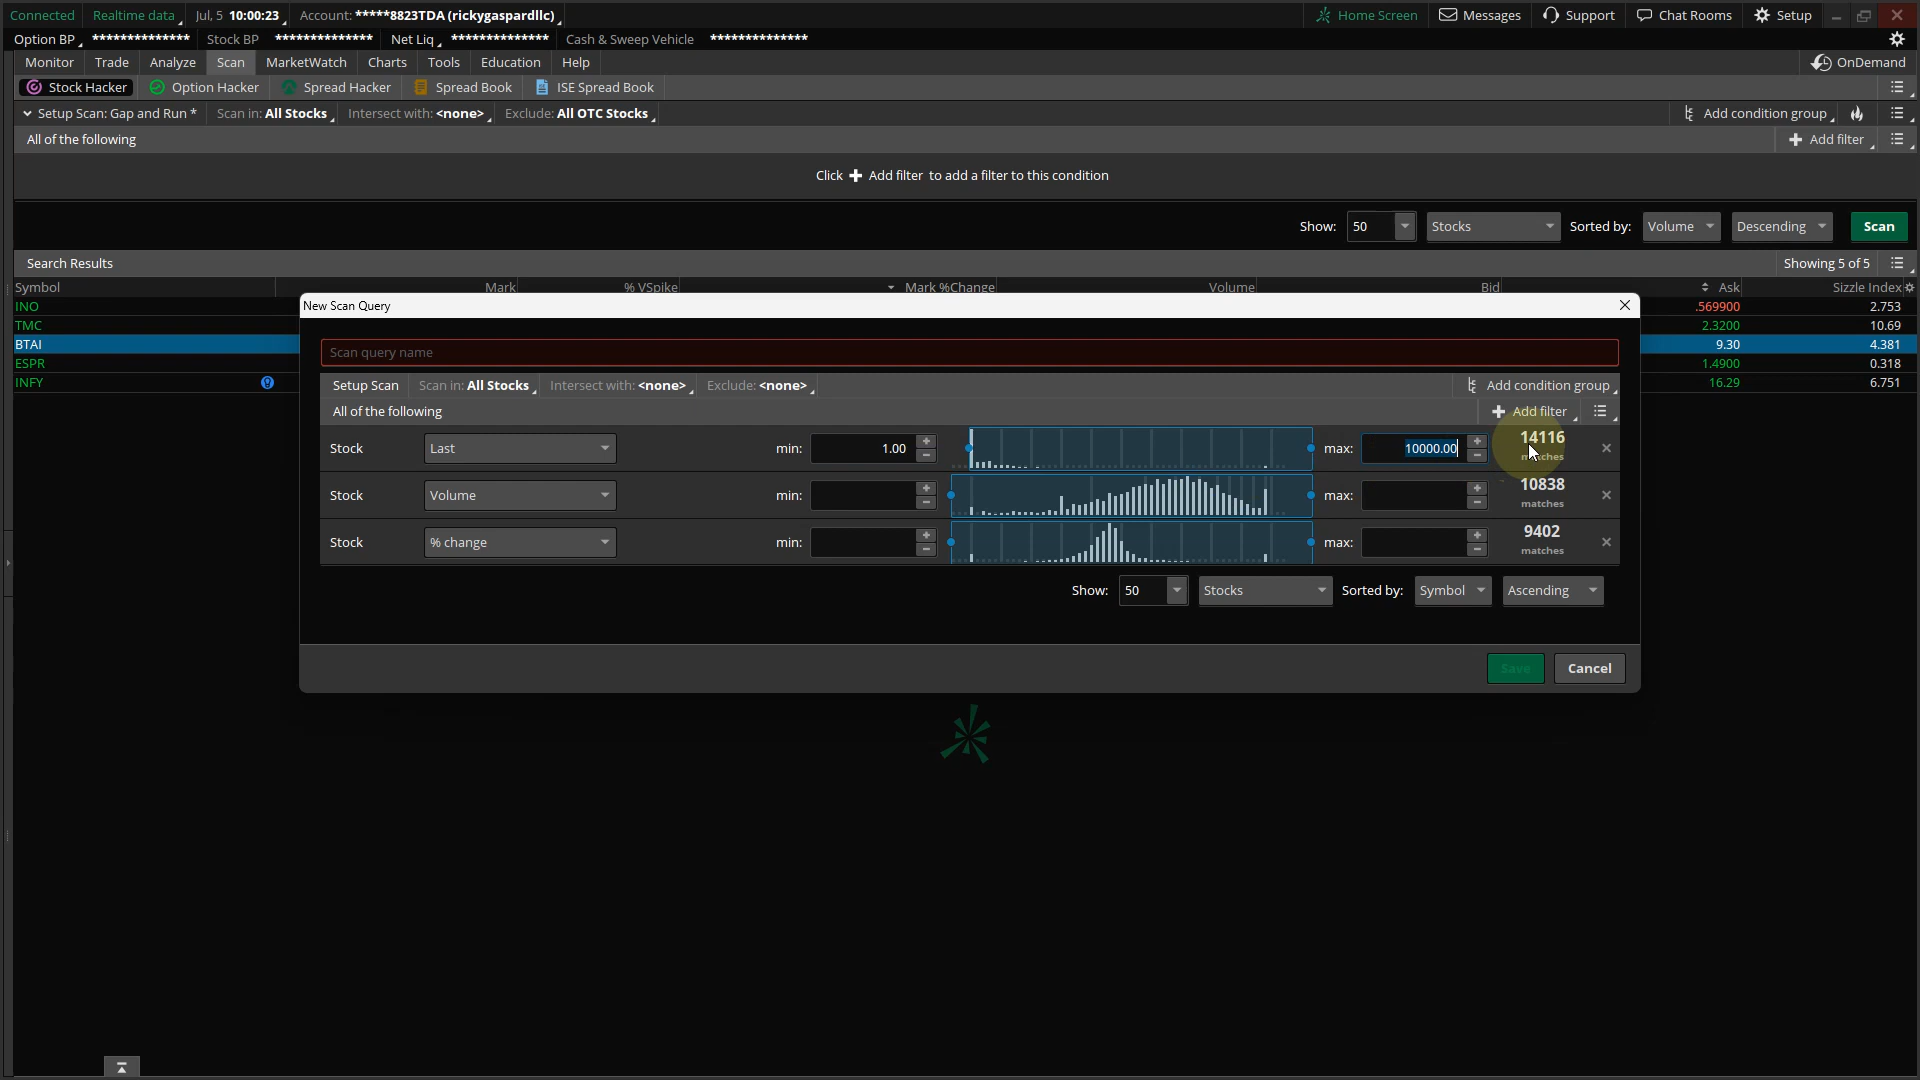 Connected Realtime data Jul, 5 10:00:23 Account: *****8823TDA (rickygaspardllc) Home Screen Messages Support Chat Rooms Setup
Option BP ************** Stock BP ************** Net Liq ************** Cash & Sweep Vehicle **************
Monitor Trade Analyze Scan MarketWatch Charts Tools Education Help OnDemand
Stock Hacker Option Hacker Spread Hacker Spread Book ISE Spread Book
Setup Scan: Gap and Run * Scan in: All Stocks Intersect with: <none> Exclude: All OTC Stocks Add condition group
All of the following Add filter
Click + Add filter to add a filter to this condition
Show: 50 Stocks Sorted by: Volume Descending Scan
Search Results Showing 5 of 5
Symbol Mark % VSpike Mark %Change Volume Bid Ask Sizzle Index
INO .569900 2.753
TMC 2.3200 10.69
BTAI 9.30 4.381
ESPR 1.4900 0.318
INFY 16.29 6.751
New Scan Query
Scan query name
Setup Scan Scan in: All Stocks Intersect with: <none> Exclude: <none> Add condition group
All of the following Add filter
Stock Last min: 1.00 max: 10000.00 14116 matches
Stock Volume min: max: 10838 matches
Stock % change min: max: 9402 matches
Show: 50 Stocks Sorted by: Symbol Ascending
Save Cancel